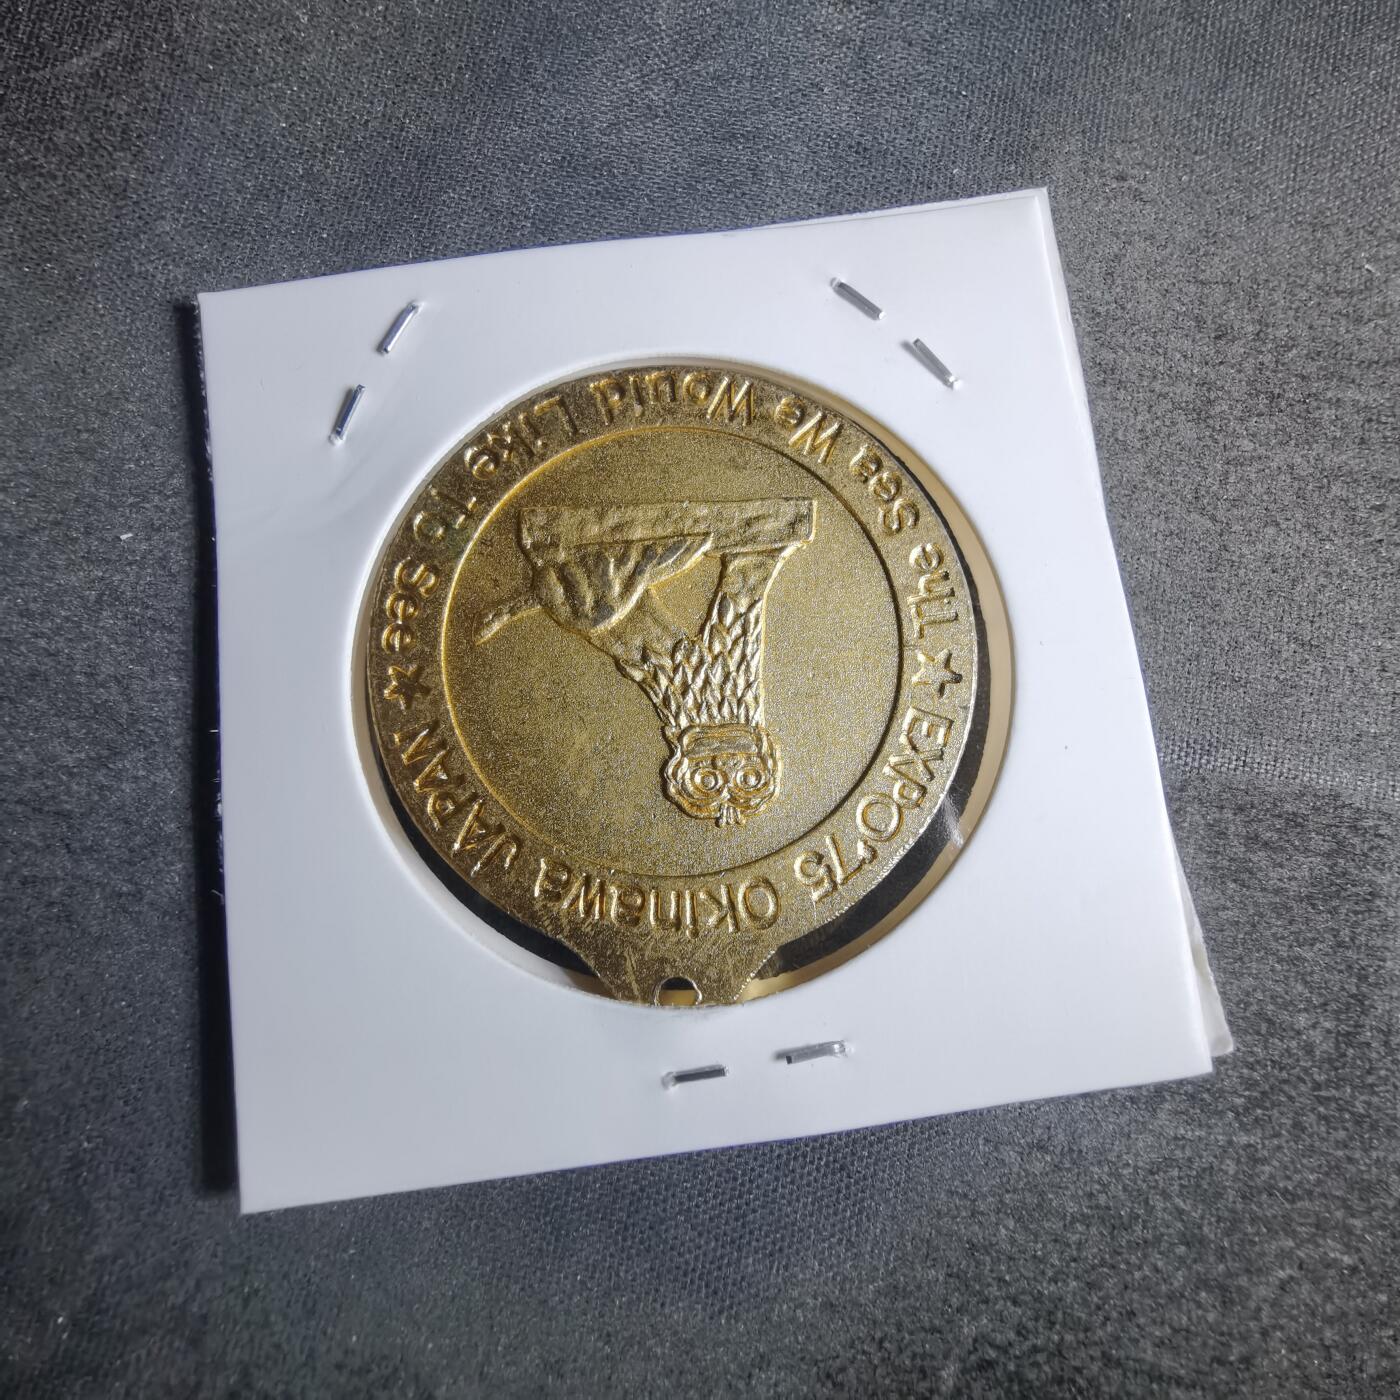 EXPO'75 Okinawa JAPAN
The Sea We Would Like To See